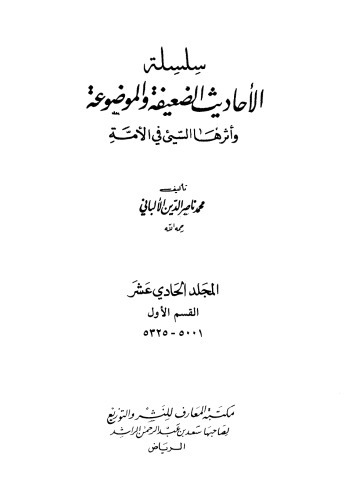 سلسلة
الأحاديث الضعيفة والموضوعة
وأثرها السيئ في الأمة
تأليف
محمد ناصر الدين الألباني
رحمه الله
المجلد الحادي عشر
القسم الأول
٥٠٠١ - ٥٣٢٥
مكتبة المعارف للنشر والتوزيع
لصاحبها سعد بن عبد الرحمن الراشد
الرياض